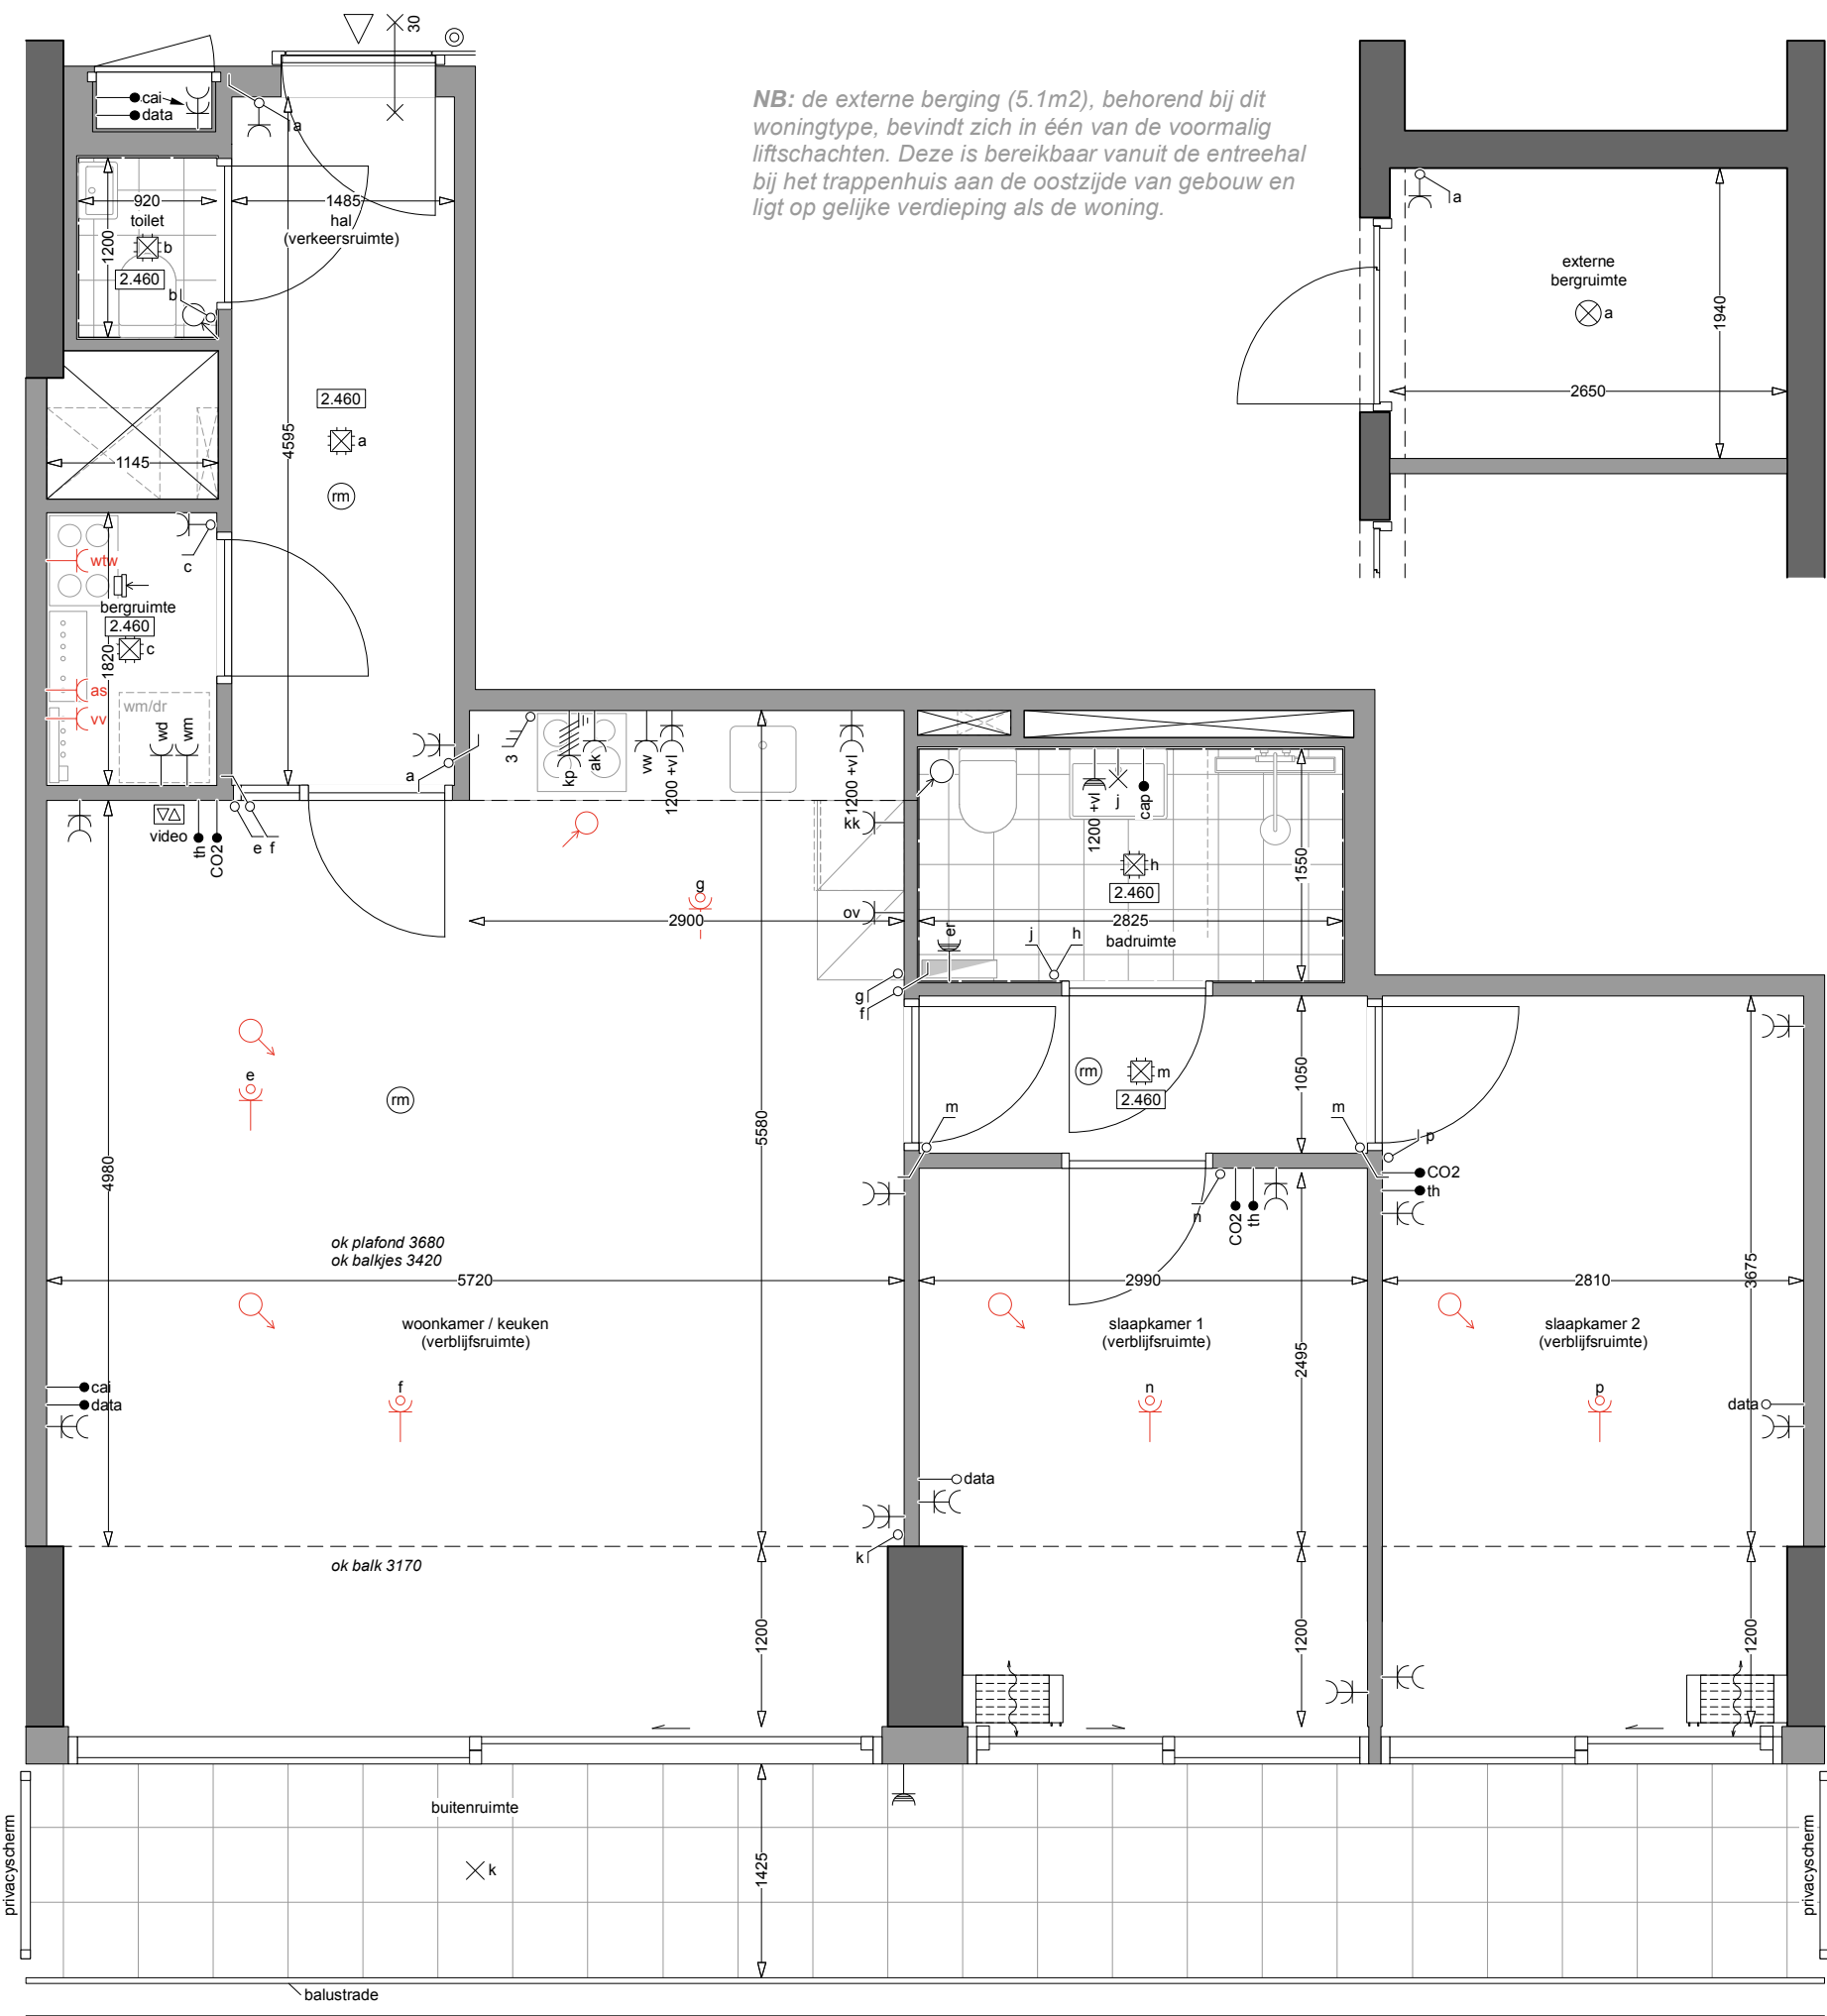 30
NB: de externe berging (5.1m2), behorend bij dit
woningtype, bevindt zich in één van de voormalig
liftschachten. Deze is bereikbaar vanuit de entreehal
bij het trappenhuis aan de oostzijde van gebouw en
ligt op gelijke verdieping als de woning.
cai
data
a
920
toilet
1200
b
2.460
b
1485
hal
(verkeersruimte)
4595
2.460
a
rm
1145
a
externe
bergruimte
a
1940
2650
c
wtw
bergruimte
2.460
c
1820
as
vv
wm/dr
wd
wm
a
3
kp
ak
vw
1200 +vl
1200 +vl
kk
ov
g
2900
g
f
video
th
CO2
e
f
1200 +vl
j
cap
h
2.460
1550
2825
badruimte
er
j
h
e
rm
5580
4980
rm
m
2.460
1050
m
m
p
CO2
th
n
CO2
th
ok plafond 3680
ok balkjes 3420
5720
2990
2810
3675
woonkamer / keuken
(verblijfsruimte)
slaapkamer 1
(verblijfsruimte)
slaapkamer 2
(verblijfsruimte)
2495
cai
data
f
n
p
data
data
k
ok balk 3170
1200
1200
1200
buitenruimte
k
1425
privacyscherm
privacyscherm
balustrade